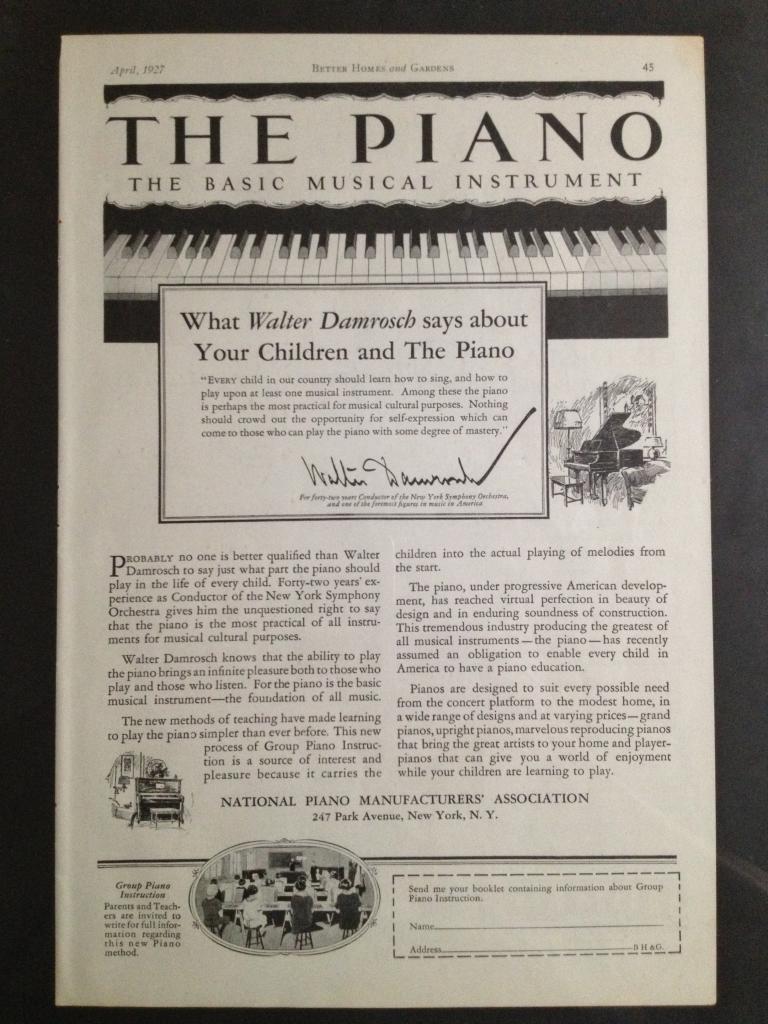 April, 1927
BETTER HOMES and GARDENS
45
THE PIANO
THE BASIC MUSICAL INSTRUMENT
What Walter Damrosch says about
Your Children and The Piano
"EVERY child in our country should learn how to sing, and how to
play upon at least one musical instrument. Among these the piano
is perhaps the most practical for musical cultural purposes. Nothing
should crowd out the opportunity for self-expression which can
come to those who can play the piano with some degree of mastery."
Walter Damrosch
For forty-two years Conductor of the New York Symphony Orchestra,
and one of the foremost figures in music in America
PROBABLY no one is better qualified than Walter
Damrosch to say just what part the piano should
play in the life of every child. Forty-two years' ex-
perience as Conductor of the New York Symphony
Orchestra gives him the unquestioned right to say
that the piano is the most practical of all instru-
ments for musical cultural purposes.
Walter Damrosch knows that the ability to play
the piano brings an infinite pleasure both to those who
play and those who listen. For the piano is the basic
musical instrument—the foundation of all music.
The new methods of teaching have made learning
to play the piano simpler than ever before. This new
process of Group Piano Instruc-
tion is a source of interest and
pleasure because it carries the
children into the actual playing of melodies from
the start.
The piano, under progressive American develop-
ment, has reached virtual perfection in beauty of
design and in enduring soundness of construction.
This tremendous industry producing the greatest of
all musical instruments—the piano—has recently
assumed an obligation to enable every child in
America to have a piano education.
Pianos are designed to suit every possible need
from the concert platform to the modest home, in
a wide range of designs and at varying prices—grand
pianos, upright pianos, marvelous reproducing pianos
that bring the great artists to your home and player-
pianos that can give you a world of enjoyment
while your children are learning to play.
NATIONAL PIANO MANUFACTURERS' ASSOCIATION
247 Park Avenue, New York, N. Y.
Group Piano
Instruction
Parents and Teach-
ers are invited to
write for full infor-
mation regarding
this new Piano
method.
Send me your booklet containing information about Group
Piano Instruction.
Name
Address
B H &G.